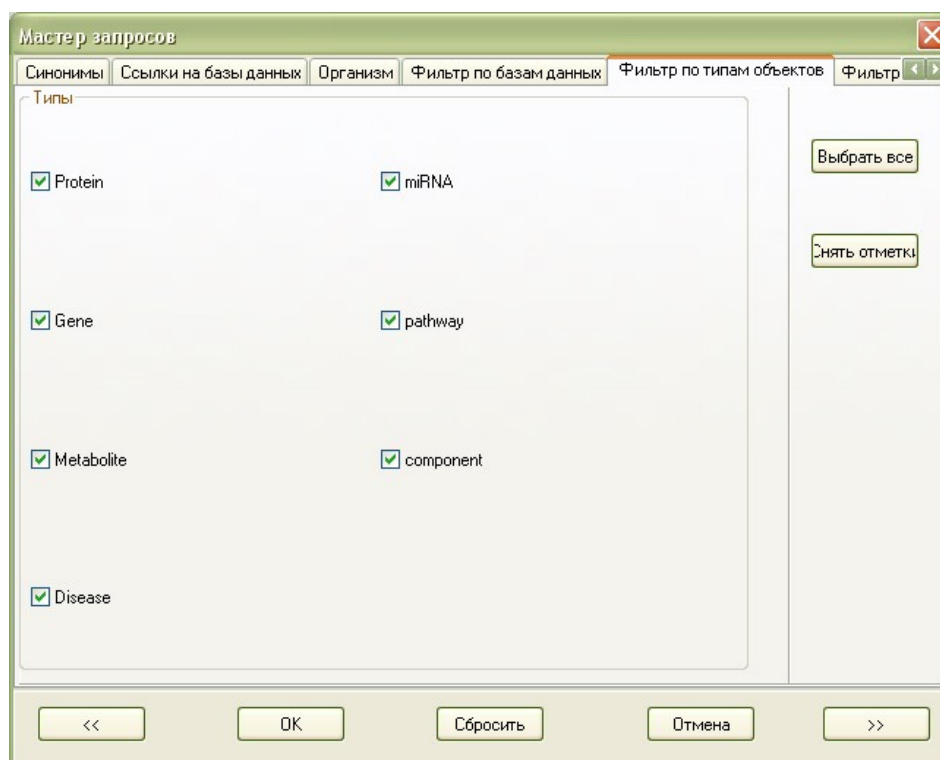 Мастер запросов
Синонимы Ссылки на базы данных Организм Фильтр по базам данных Фильтр по типам объектов Фильтр
Типы
Выбрать все
Protein miRNA
Снять отметки
Gene pathway
Metabolite component
Disease
<< OK Сбросить Отмена >>